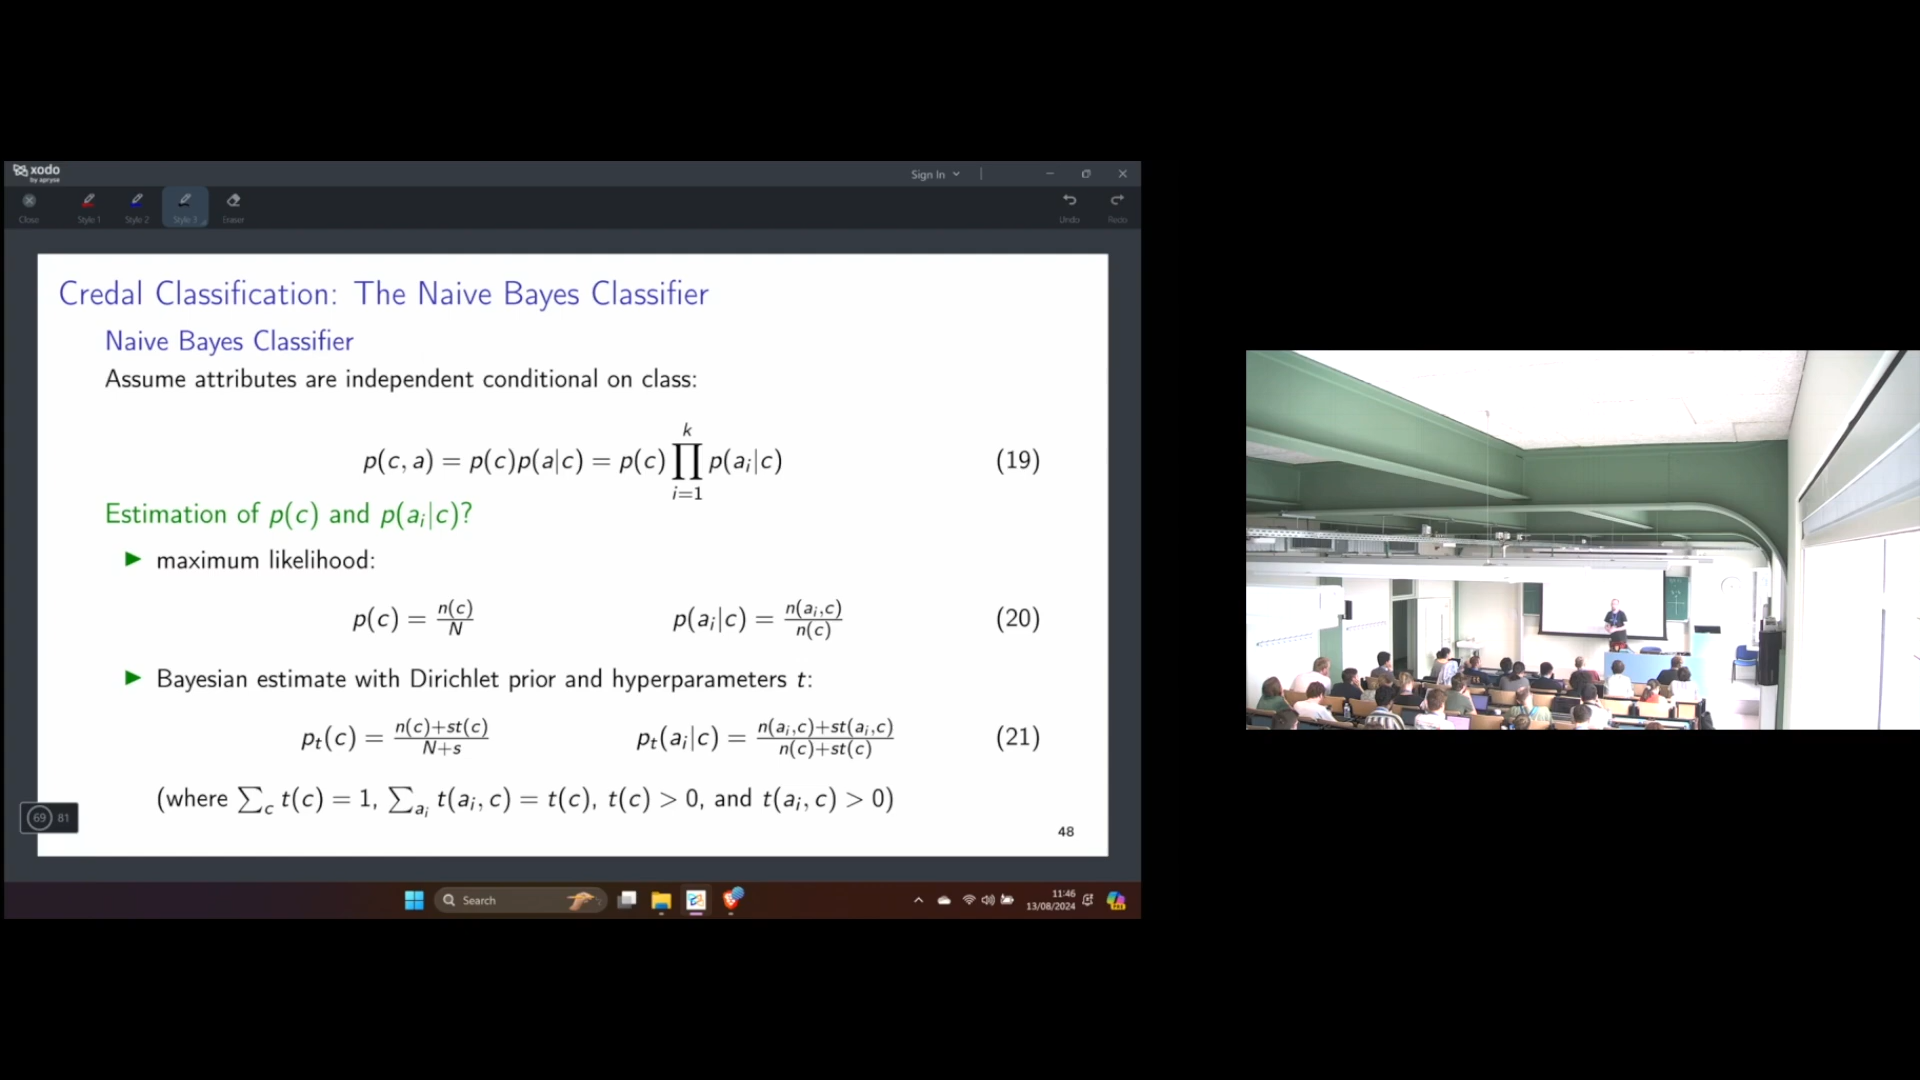 xodo
by apryse
Sign In
Close
Style 1
Style 2
Style 3
Eraser
Undo
Redo
Credal Classification: The Naive Bayes Classifier
Naive Bayes Classifier
Assume attributes are independent conditional on class:
p(c, a) = p(c)p(a|c) = p(c) ∏_{i=1}^{k} p(a_i|c) (19)
Estimation of p(c) and p(a_i|c)?
▶ maximum likelihood:
p(c) = n(c)/N p(a_i|c) = n(a_i,c)/n(c) (20)
▶ Bayesian estimate with Dirichlet prior and hyperparameters t:
p_t(c) = (n(c)+st(c))/(N+s) p_t(a_i|c) = (n(a_i,c)+st(a_i,c))/(n(c)+st(c)) (21)
(where ∑_c t(c) = 1, ∑_{a_i} t(a_i, c) = t(c), t(c) > 0, and t(a_i, c) > 0)
69 81
48
Search
11:46
13/08/2024